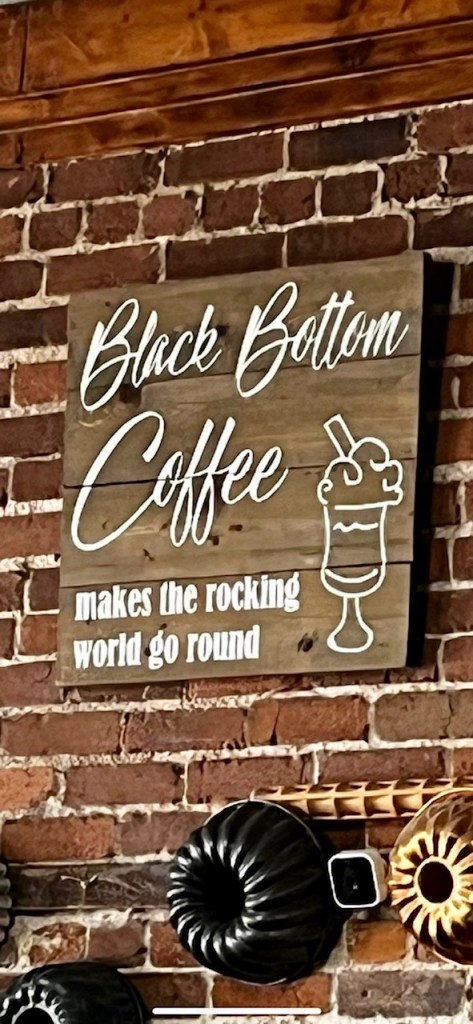 Black Bottom
Coffee
makes the rocking
world go round